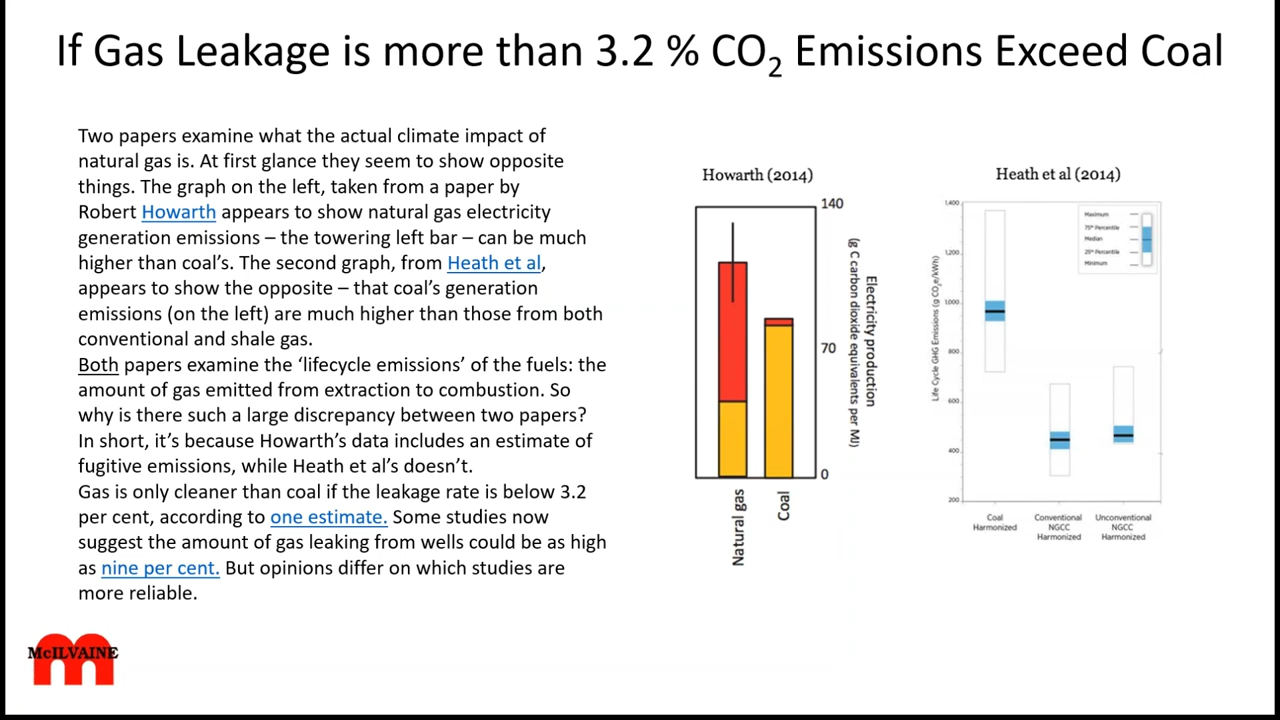 If Gas Leakage is more than 3.2 % CO₂ Emissions Exceed Coal
Two papers examine what the actual climate impact of
natural gas is. At first glance they seem to show opposite
things. The graph on the left, taken from a paper by
Robert Howarth appears to show natural gas electricity
generation emissions – the towering left bar – can be much
higher than coal's. The second graph, from Heath et al,
appears to show the opposite – that coal's generation
emissions (on the left) are much higher than those from both
conventional and shale gas.
Both papers examine the 'lifecycle emissions' of the fuels: the
amount of gas emitted from extraction to combustion. So
why is there such a large discrepancy between two papers?
In short, it's because Howarth's data includes an estimate of
fugitive emissions, while Heath et al's doesn't.
Gas is only cleaner than coal if the leakage rate is below 3.2
per cent, according to one estimate. Some studies now
suggest the amount of gas leaking from wells could be as high
as nine per cent. But opinions differ on which studies are
more reliable.
McILVAINE
Howarth (2014)
140
70
0
Electricity production
(g C carbon dioxide equivalents per MJ)
Natural gas
Coal
Heath et al (2014)
1,400
1200
1000
800
600
400
200
Life Cycle GHG Emissions (g CO₂e/kWh)
Maximum
75th Percentile
Median
25th Percentile
Minimum
Coal
Harmonized
Conventional
NGCC
Harmonized
Unconventional
NGCC
Harmonized